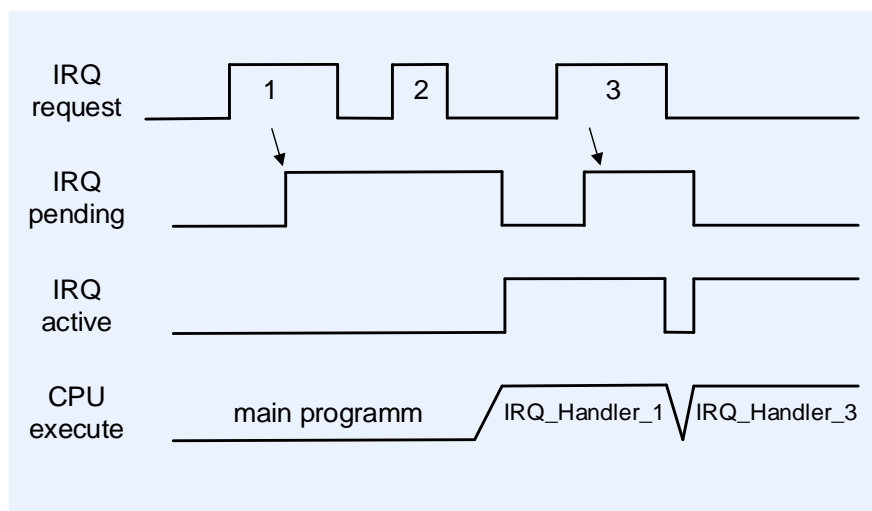 IRQ
request
1
2
3
IRQ
pending
IRQ
active
CPU
execute
main programm
IRQ_Handler_1
IRQ_Handler_3